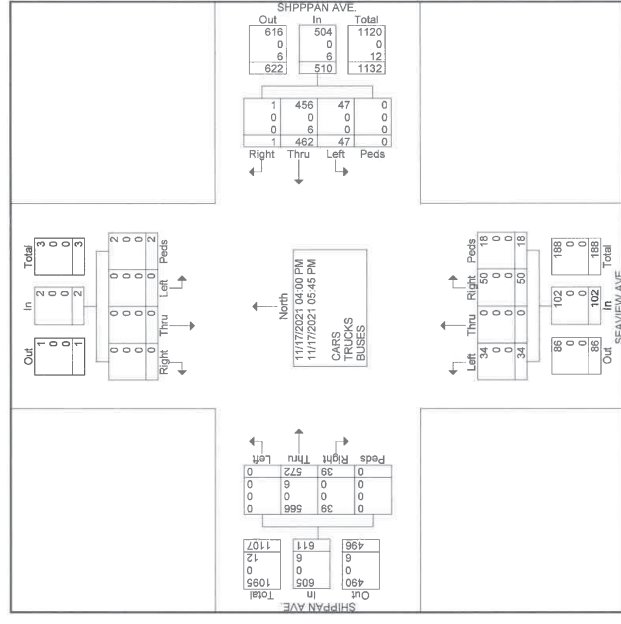 SHIPPPAN AVE.
Out In Total
616 504 1120
0 0 0
6 6 12
622 510 1132
1 456 47 0
0 0 0 0
0 6 0 0
1 462 47 0
Right Thru Left Peds
Total In Out
3 2 1
0 0 0
0 0 0
3 2 1
2 0 0 0
0 0 0 0
0 0 0 0
2 0 0 0
Peds Left Thru Right
North
11/17/2021 04:00 PM
11/17/2021 05:45 PM
CARS
TRUCKS
BUSES
Left Thru Right Peds
34 0 50 18
0 0 0 0
0 0 0 0
34 0 50 18
Out In Total
86 102 188
0 0 0
0 0 0
86 102 188
SEAVIEW AVE.
Left Thru Right Peds
0 572 39 0
0 6 0 0
0 0 0 0
0 566 39 0
1107 611 496
12 6 6
0 0 0
1095 605 490
Total In Out
SHIPPAN AVE.